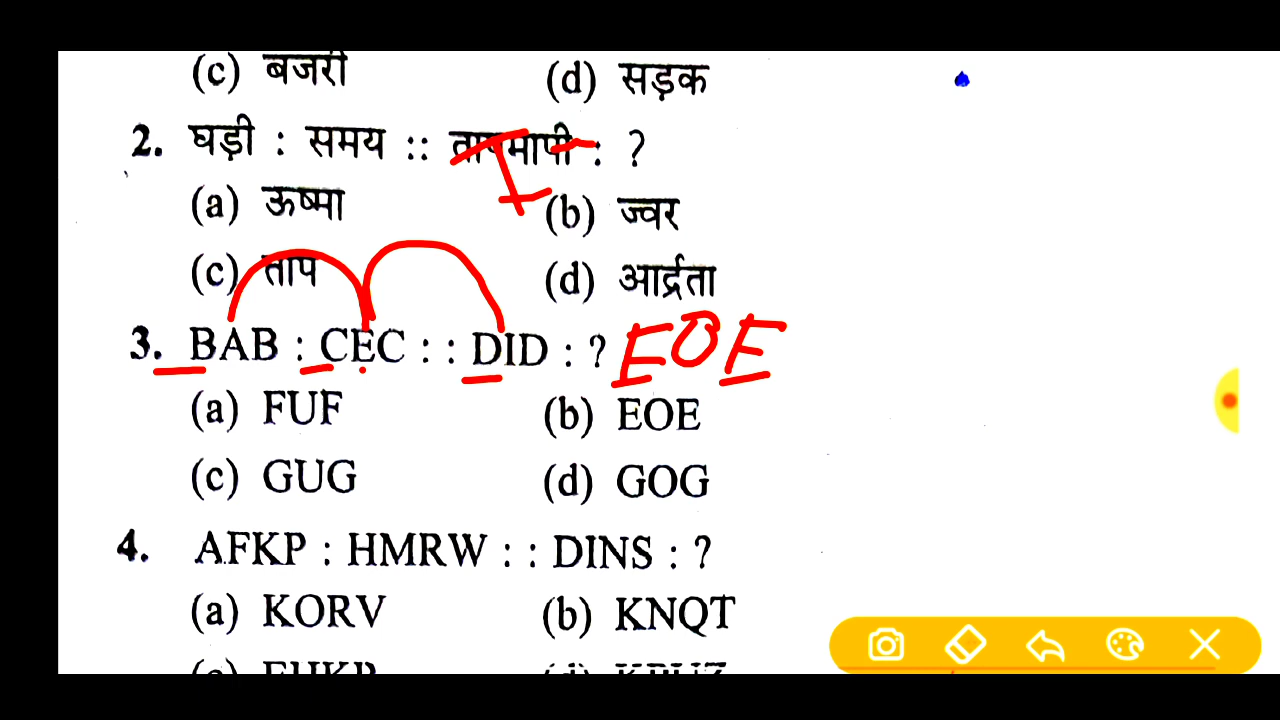 (c) बजरी (d) सड़क
2. घड़ी : समय :: तापमापी : ?
(a) ऊष्मा (b) ज्वर
(c) ताप (d) आर्द्रता
3. BAB : CEC : : DID : ? EOE
(a) FUF (b) EOE
(c) GUG (d) GOG
4. AFKP : HMRW : : DINS : ?
(a) KORV (b) KNQT